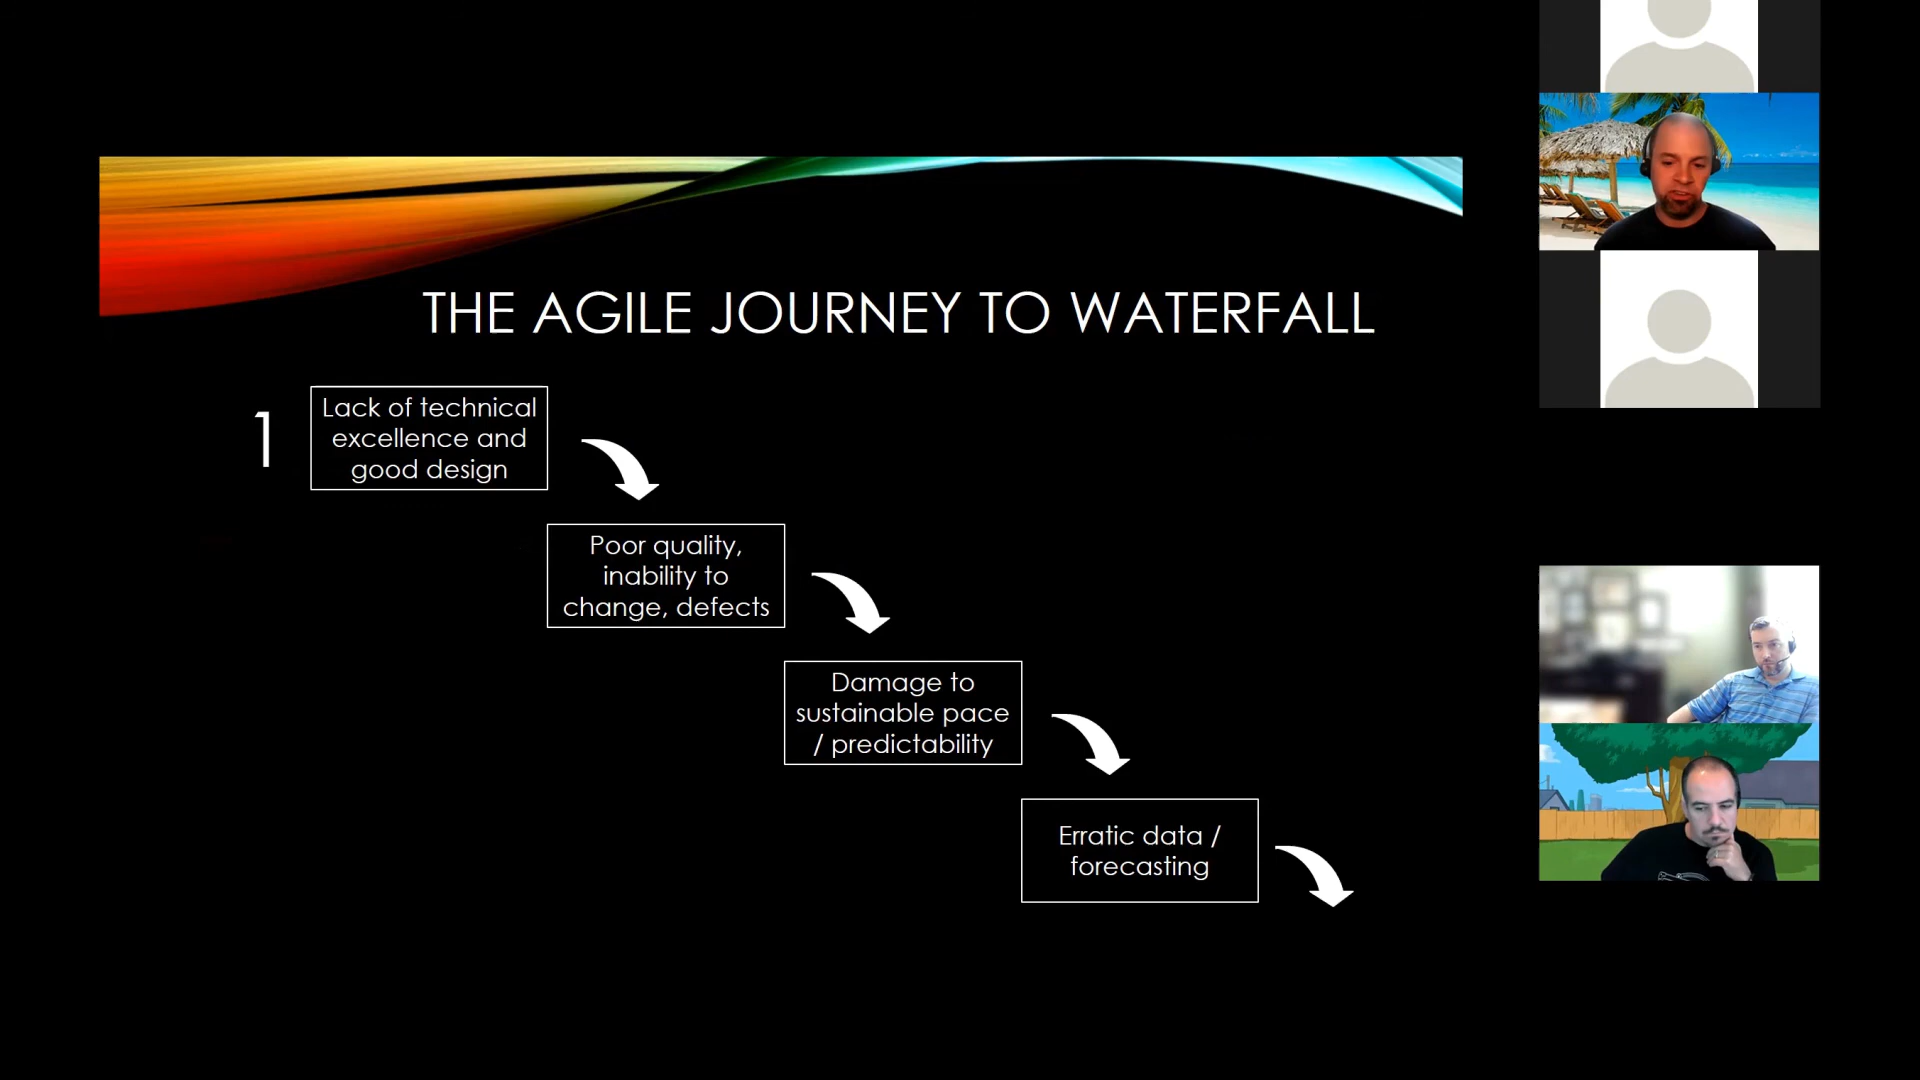 THE AGILE JOURNEY TO WATERFALL
1
Lack of technical
excellence and
good design
Poor quality,
inability to
change, defects
Damage to
sustainable pace
/ predictability
Erratic data /
forecasting